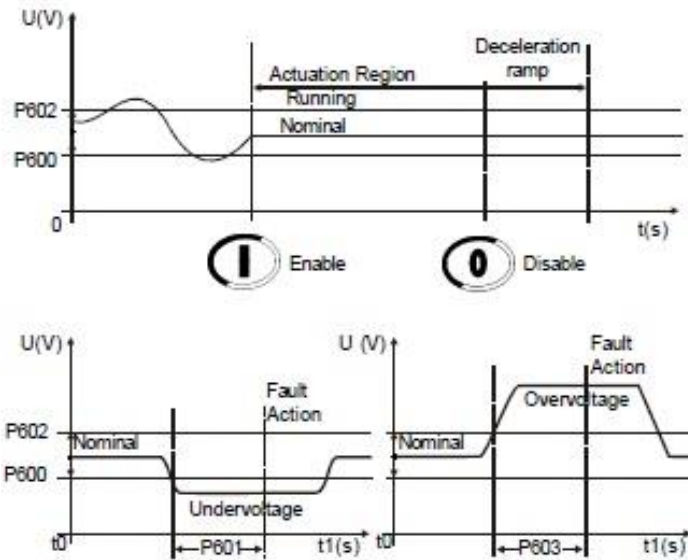 U(V)
Deceleration
ramp
Actuation Region
Running
P602
Nominal
P600
0
t(s)
I
Enable
0
Disable
U(V)
Fault
Action
P602
Nominal
P600
Undervoltage
t0
P601
t1(s)
U (V)
Fault
Action
Overvoltage
Nominal
t0
P603
t1(s)